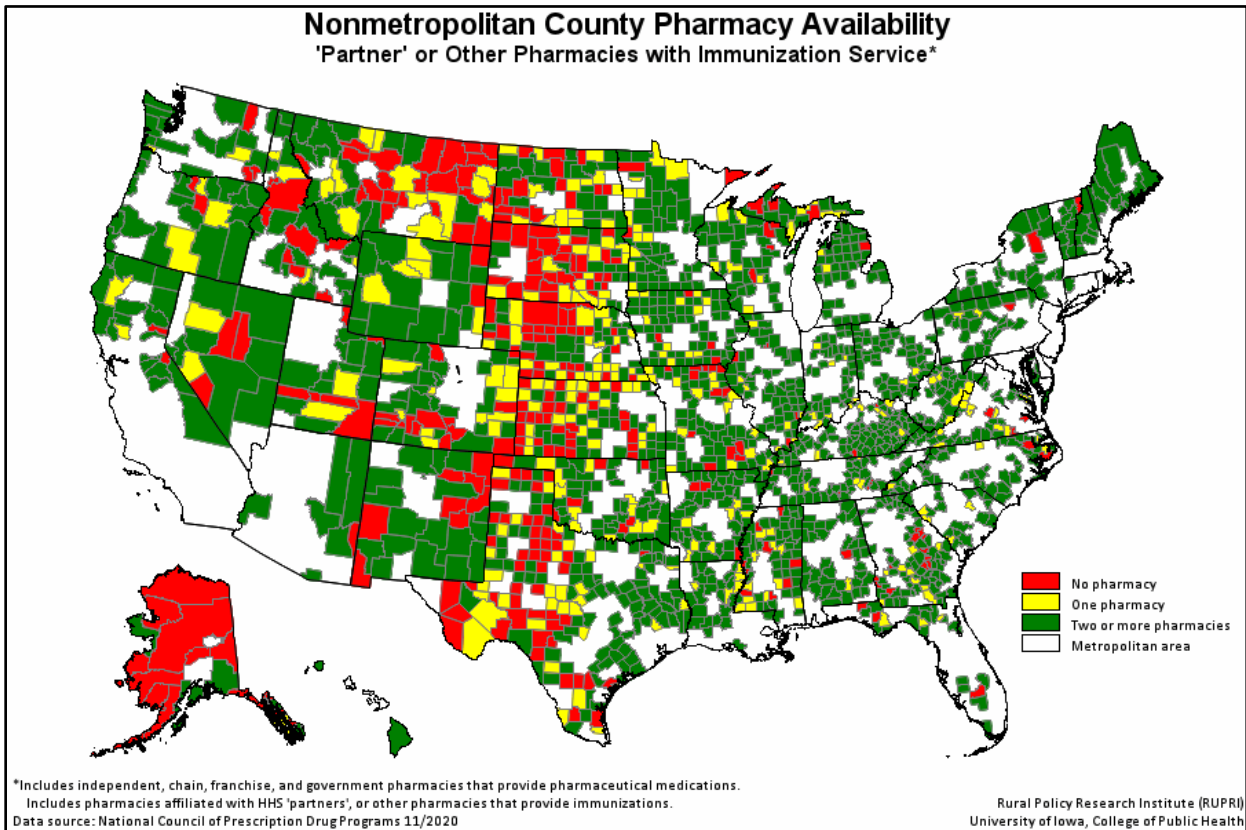 Nonmetropolitan County Pharmacy Availability
'Partner' or Other Pharmacies with Immunization Service*
No pharmacy
One pharmacy
Two or more pharmacies
Metropolitan area
*Includes independent, chain, franchise, and government pharmacies that provide pharmaceutical medications.
Includes pharmacies affiliated with HHS 'partners', or other pharmacies that provide immunizations.
Data source: National Council of Prescription Drug Programs 11/2020
Rural Policy Research Institute (RUPRI)
University of Iowa, College of Public Health